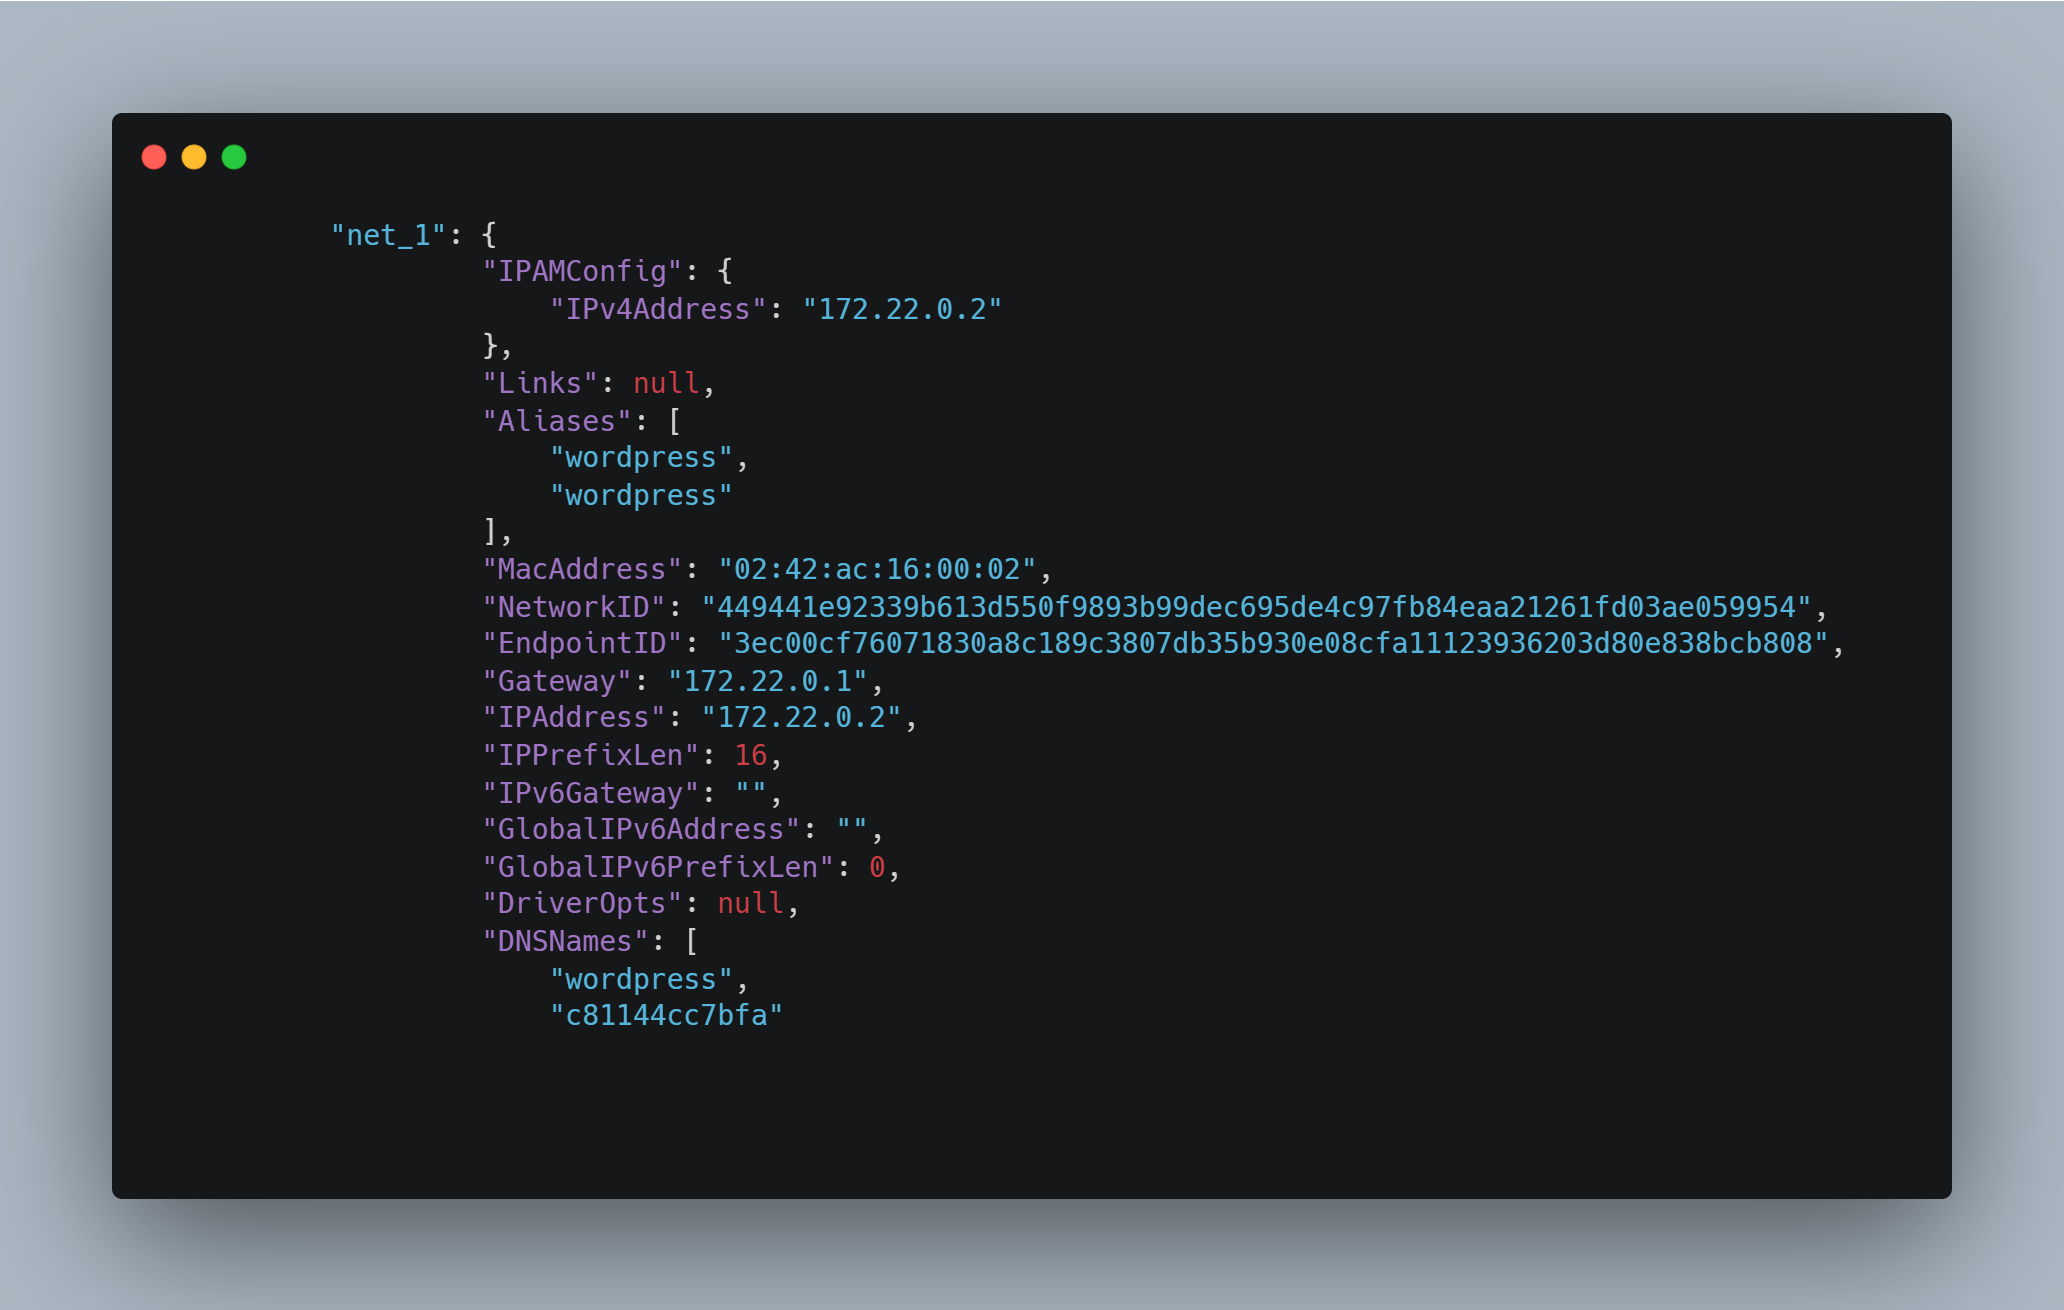 "net_1": {
"IPAMConfig": {
"IPv4Address": "172.22.0.2"
},
"Links": null,
"Aliases": [
"wordpress",
"wordpress"
],
"MacAddress": "02:42:ac:16:00:02",
"NetworkID": "449441e92339b613d550f9893b99dec695de4c97fb84eaa21261fd03ae059954",
"EndpointID": "3ec00cf76071830a8c189c3807db35b930e08cfa11123936203d80e838bcb808",
"Gateway": "172.22.0.1",
"IPAddress": "172.22.0.2",
"IPPrefixLen": 16,
"IPv6Gateway": "",
"GlobalIPv6Address": "",
"GlobalIPv6PrefixLen": 0,
"DriverOpts": null,
"DNSNames": [
"wordpress",
"c81144cc7bfa"